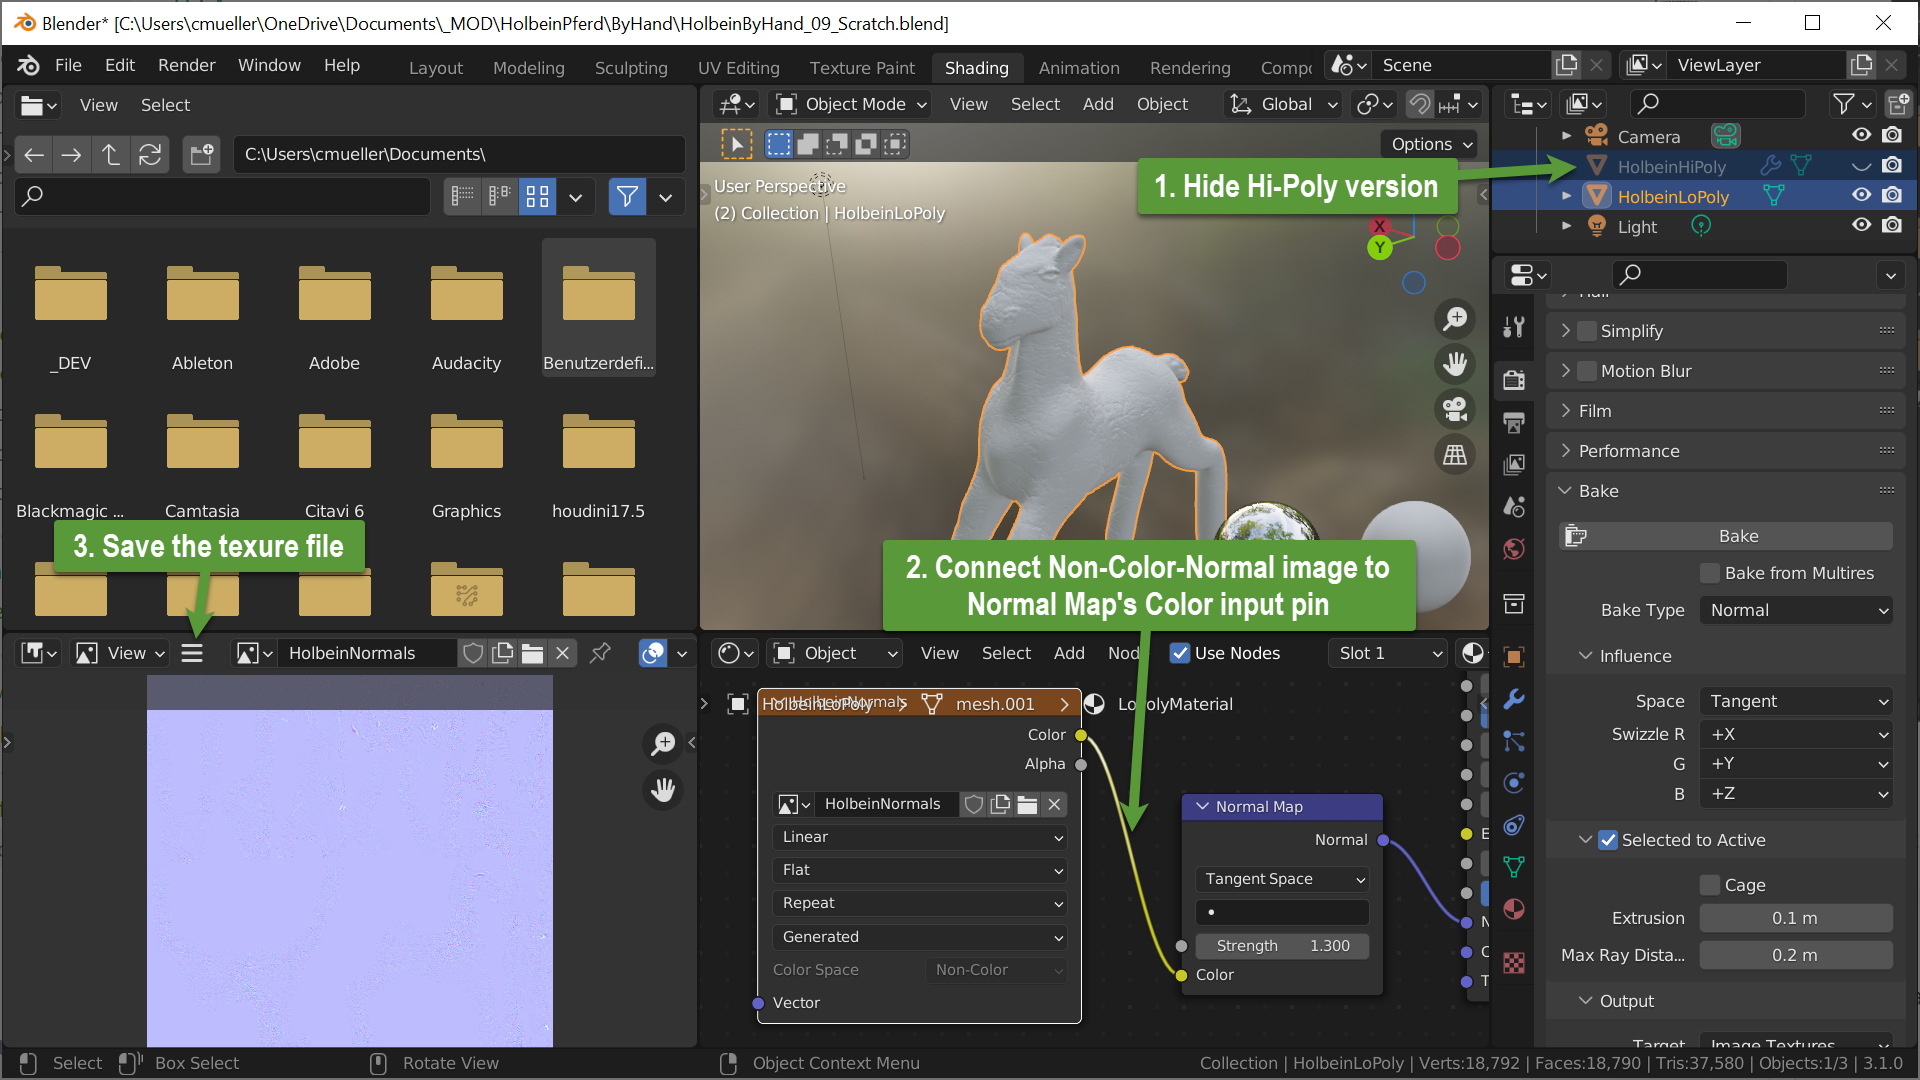 Blender* [C:\Users\cmueller\OneDrive\Documents\_MOD\HolbeinPferd\ByHand\HolbeinByHand_09_Scratch.blend]
File Edit Render Window Help Layout Modeling Sculpting UV Editing Texture Paint Shading Animation Rendering Compo Scene ViewLayer
View Select
Object Mode View Select Add Object Global
C:\Users\cmueller\Documents\
Options
User Perspective
(2) Collection | HolbeinLoPoly
1. Hide Hi-Poly version
X
Y
Camera
HolbeinHiPoly
HolbeinLoPoly
Light
_DEV Ableton Adobe Audacity Benutzerdefi...
Blackmagic ... Camtasia Citavi 6 Graphics houdini17.5
3. Save the texure file
2. Connect Non-Color-Normal image to
Normal Map's Color input pin
Simplify
Motion Blur
Film
Performance
Bake
Bake
Bake from Multires
Bake Type Normal
Influence
Space Tangent
Swizzle R +X
G +Y
B +Z
Selected to Active
Cage
Extrusion 0.1 m
Max Ray Dista... 0.2 m
Output
Target Image Textures
View HolbeinNormals
Object View Select Add Nod Use Nodes Slot 1
HolbeinLoPoly mesh.001 LoPolyMaterial
HolbeinNormals
Color
Alpha
HolbeinNormals
Linear
Flat
Repeat
Generated
Color Space Non-Color
Vector
Normal Map
Normal
Tangent Space
Strength 1.300
Color
E
N
C
T
Select Box Select Rotate View Object Context Menu Collection | HolbeinLoPoly | Verts:18,792 | Faces:18,790 | Tris:37,580 | Objects:1/3 | 3.1.0